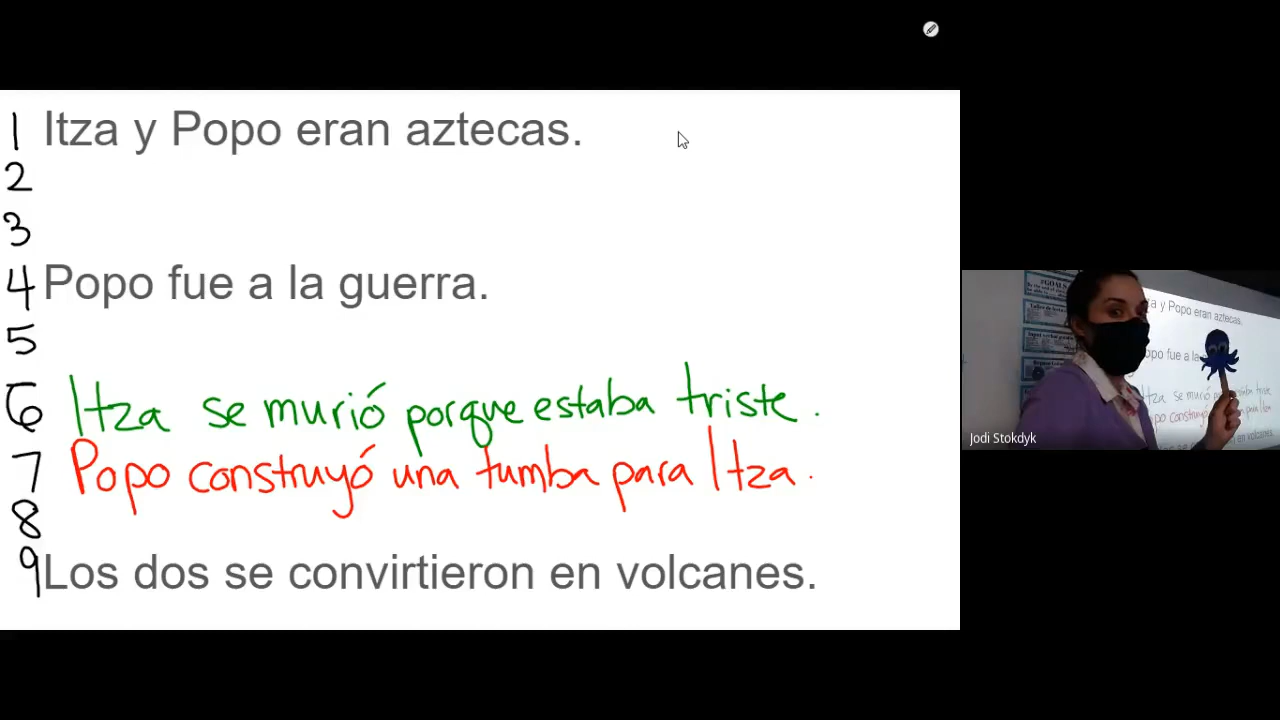 1 Itza y Popo eran aztecas.
2
3
4 Popo fue a la guerra.
5
6 Itza se murió porque estaba triste.
7 Popo construyó una tumba para Itza.
8
9 Los dos se convirtieron en volcanes.
#GOALS
Jodi Stokdyk